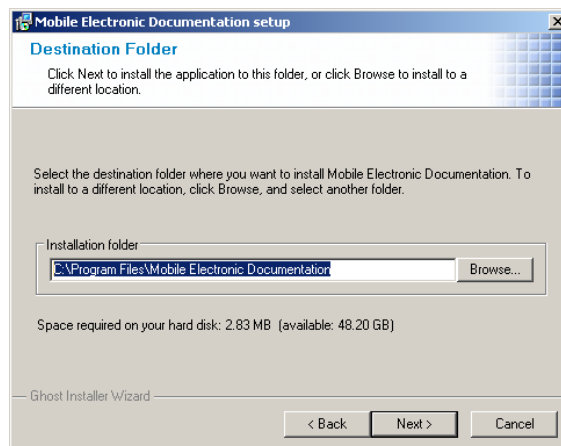 Mobile Electronic Documentation setup
Destination Folder
Click Next to install the application to this folder, or click Browse to install to a
different location.
Select the destination folder where you want to install Mobile Electronic Documentation. To
install to a different location, click Browse, and select another folder.
Installation folder
C:\Program Files\Mobile Electronic Documentation
Browse...
Space required on your hard disk: 2.83 MB (available: 48.20 GB)
Ghost Installer Wizard
< Back
Next >
Cancel